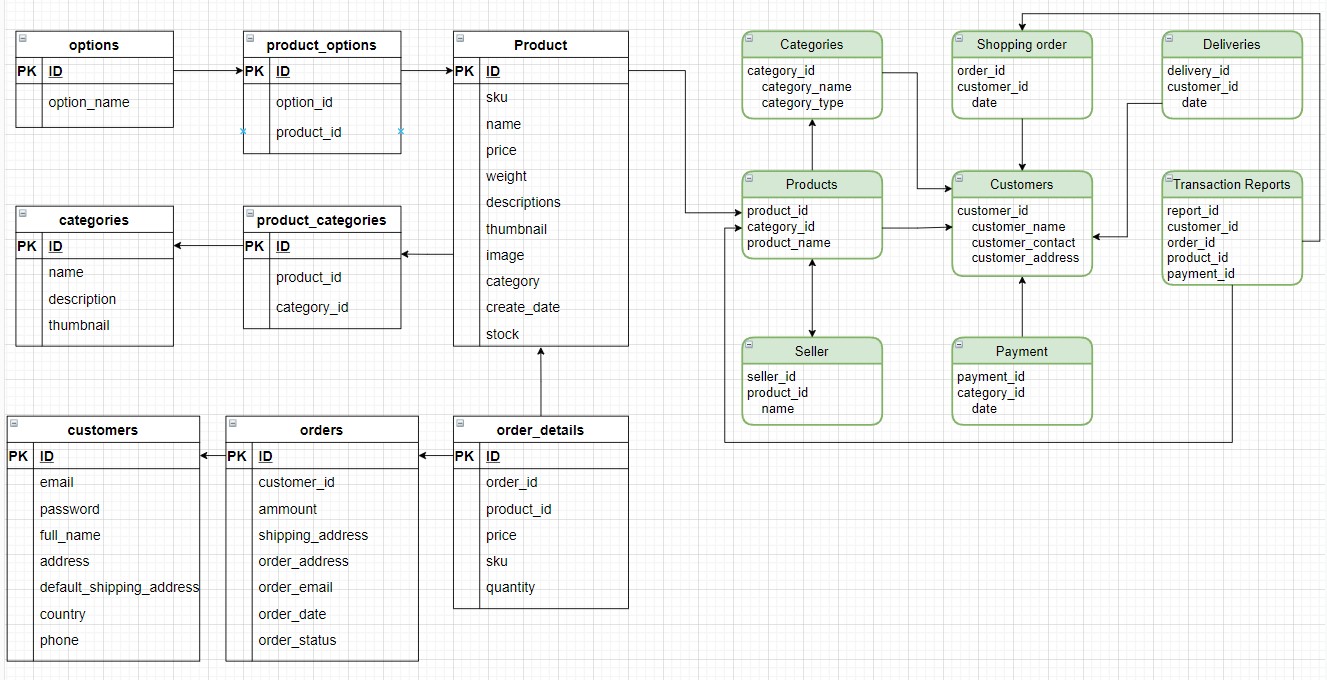 options
PK ID
option_name
product_options
PK ID
option_id
product_id
Product
PK ID
sku
name
price
weight
descriptions
thumbnail
image
category
create_date
stock
categories
PK ID
name
description
thumbnail
product_categories
PK ID
product_id
category_id
customers
PK ID
email
password
full_name
address
default_shipping_address
country
phone
orders
PK ID
customer_id
ammount
shipping_address
order_address
order_email
order_date
order_status
order_details
PK ID
order_id
product_id
price
sku
quantity
Categories
category_id
category_name
category_type
Shopping order
order_id
customer_id
date
Deliveries
delivery_id
customer_id
date
Products
product_id
category_id
product_name
Customers
customer_id
customer_name
customer_contact
customer_address
Transaction Reports
report_id
customer_id
order_id
product_id
payment_id
Seller
seller_id
product_id
name
Payment
payment_id
category_id
date